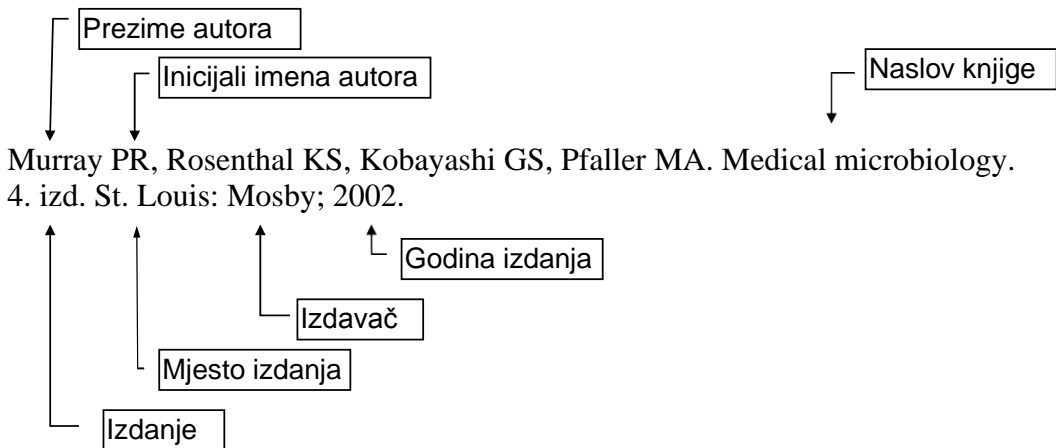 Prezime autora
Inicijali imena autora
Naslov knjige
Murray PR, Rosenthal KS, Kobayashi GS, Pfaller MA. Medical microbiology.
4. izd. St. Louis: Mosby; 2002.
Godina izdanja
Izdavač
Mjesto izdanja
Izdanje